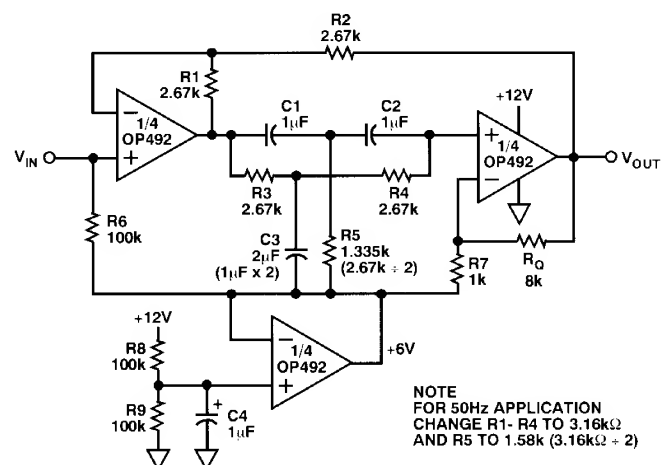 R2
2.67k
R1
2.67k
C1
1µF
C2
1µF
+12V
−
1/4
OP492
+
+
1/4
OP492
−
VIN
VOUT
R3
2.67k
R4
2.67k
R6
100k
C3
2µF
(1µF x 2)
R5
1.335k
(2.67k ÷ 2)
R7
1k
RQ
8k
+12V
R8
100k
−
1/4
OP492
+
+6V
R9
100k
+
C4
1µF
NOTE
FOR 50Hz APPLICATION
CHANGE R1- R4 TO 3.16kΩ
AND R5 TO 1.58k (3.16kΩ ÷ 2)